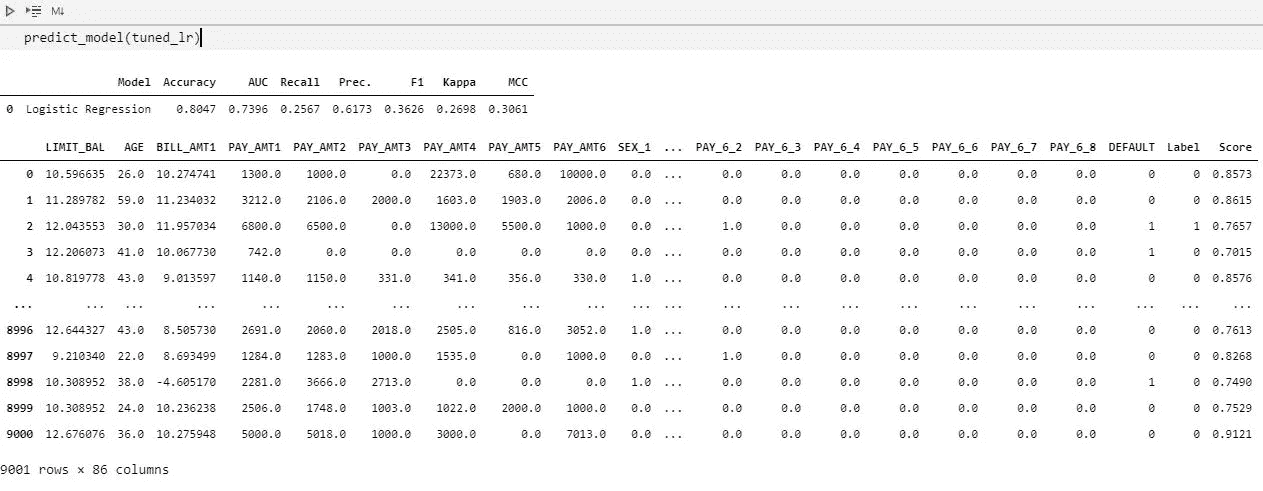 M↓
predict_model(tuned_lr)
Model Accuracy AUC Recall Prec. F1 Kappa MCC
0 Logistic Regression 0.8047 0.7396 0.2567 0.6173 0.3626 0.2698 0.3061
LIMIT_BAL AGE BILL_AMT1 PAY_AMT1 PAY_AMT2 PAY_AMT3 PAY_AMT4 PAY_AMT5 PAY_AMT6 SEX_1 ... PAY_6_2 PAY_6_3 PAY_6_4 PAY_6_5 PAY_6_6 PAY_6_7 PAY_6_8 DEFAULT Label Score
0 10.596635 26.0 10.274741 1300.0 1000.0 0.0 22373.0 680.0 10000.0 0.0 ... 0.0 0.0 0.0 0.0 0.0 0.0 0.0 0 0 0.8573
1 11.289782 59.0 11.234032 3212.0 2106.0 2000.0 1603.0 1903.0 2006.0 0.0 ... 0.0 0.0 0.0 0.0 0.0 0.0 0.0 0 0 0.8615
2 12.043553 30.0 11.957034 6800.0 6500.0 0.0 13000.0 5500.0 1000.0 0.0 ... 1.0 0.0 0.0 0.0 0.0 0.0 0.0 1 1 0.7657
3 12.206073 41.0 10.067730 742.0 0.0 0.0 0.0 0.0 0.0 0.0 ... 0.0 0.0 0.0 0.0 0.0 0.0 0.0 1 0 0.7015
4 10.819778 43.0 9.013597 1140.0 1150.0 331.0 341.0 356.0 330.0 1.0 ... 0.0 0.0 0.0 0.0 0.0 0.0 0.0 0 0 0.8576
... ... ... ... ... ... ... ... ... ... ... ... ... ... ... ... ... ... ... ... ... ...
8996 12.644327 43.0 8.505730 2691.0 2060.0 2018.0 2505.0 816.0 3052.0 1.0 ... 0.0 0.0 0.0 0.0 0.0 0.0 0.0 0 0 0.7613
8997 9.210340 22.0 8.693499 1284.0 1283.0 1000.0 1535.0 0.0 1000.0 0.0 ... 1.0 0.0 0.0 0.0 0.0 0.0 0.0 0 0 0.8268
8998 10.308952 38.0 -4.605170 2281.0 3666.0 2713.0 0.0 0.0 0.0 1.0 ... 0.0 0.0 0.0 0.0 0.0 0.0 0.0 1 0 0.7490
8999 10.308952 24.0 10.236238 2506.0 1748.0 1003.0 1022.0 2000.0 1000.0 0.0 ... 0.0 0.0 0.0 0.0 0.0 0.0 0.0 0 0 0.7529
9000 12.676076 36.0 10.275948 5000.0 5018.0 1000.0 3000.0 0.0 7013.0 0.0 ... 0.0 0.0 0.0 0.0 0.0 0.0 0.0 0 0 0.9121
9001 rows × 86 columns